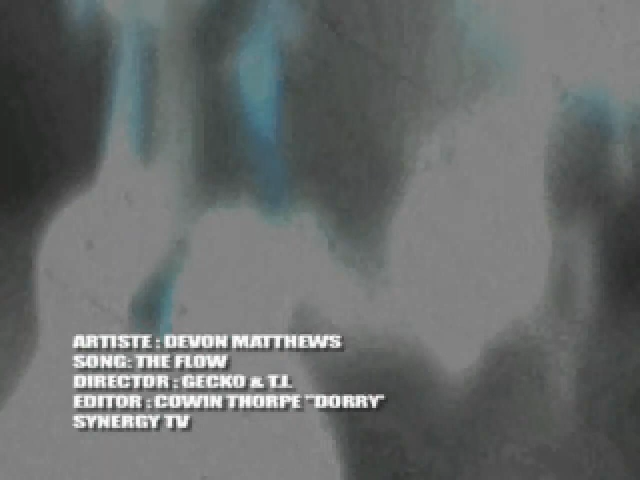 ARTISTE : DEVON MATTHEWS
SONG: THE FLOW
DIRECTOR : GECKO & T.I.
EDITOR : COWIN THORPE "DORRY"
SYNERGY TV